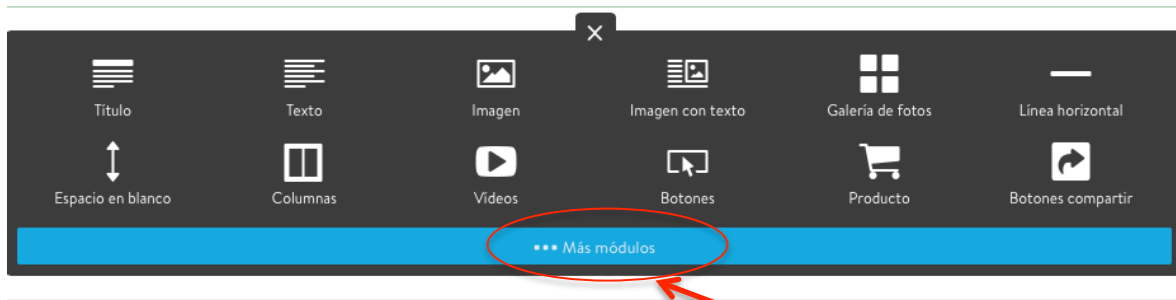 Título Texto Imagen Imagen con texto Galería de fotos Línea horizontal
Espacio en blanco Columnas Vídeos Botones Producto Botones compartir
Más módulos